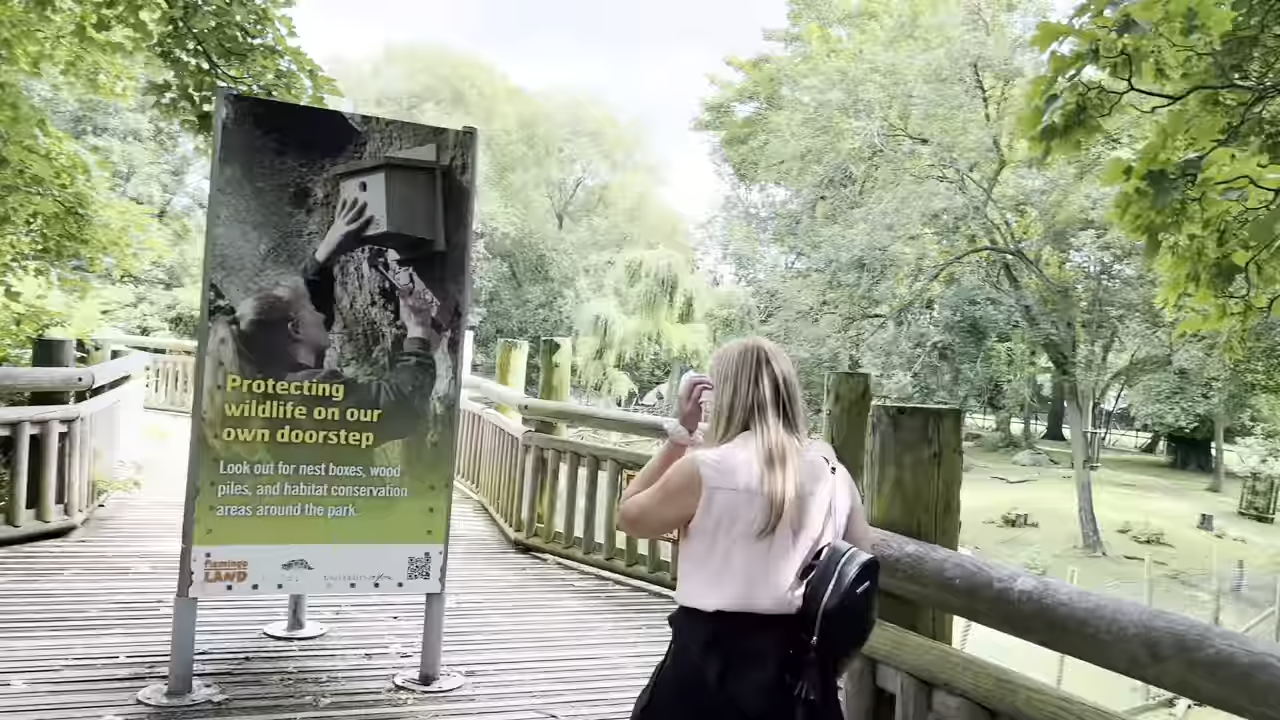 Protecting
wildlife on our
own doorstep
Look out for nest boxes, wood
piles, and habitat conservation
areas around the park.
flamingo
LAND